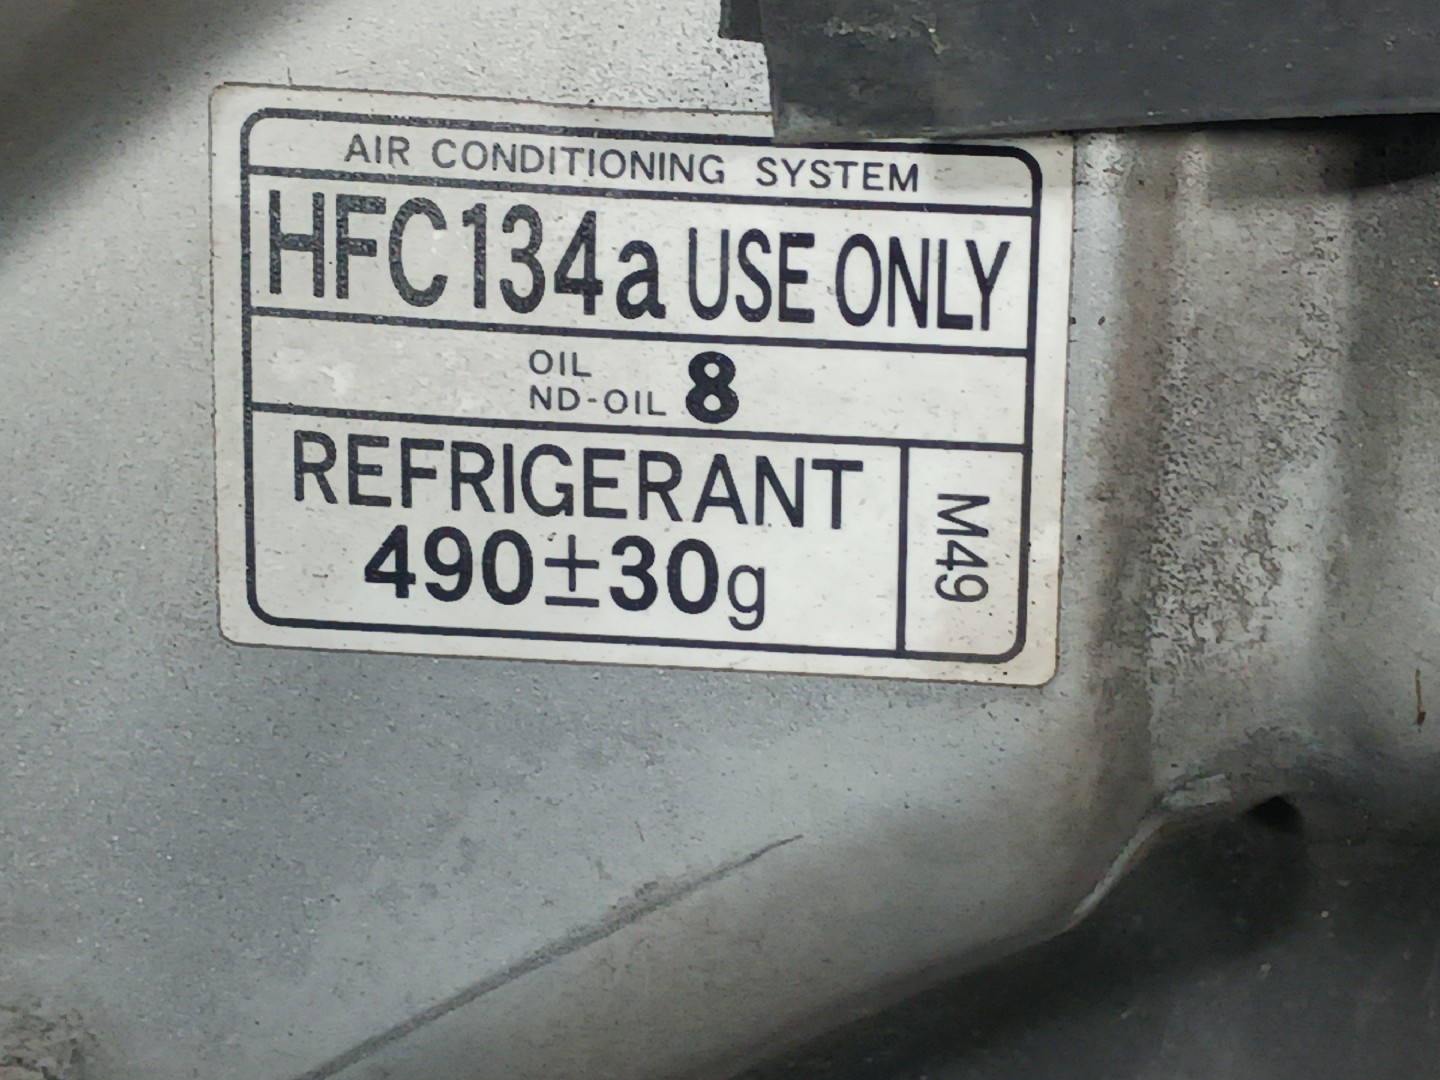 AIR CONDITIONING SYSTEM
HFC134a USE ONLY
OIL
ND-OIL 8
REFRIGERANT
490±30g
M49